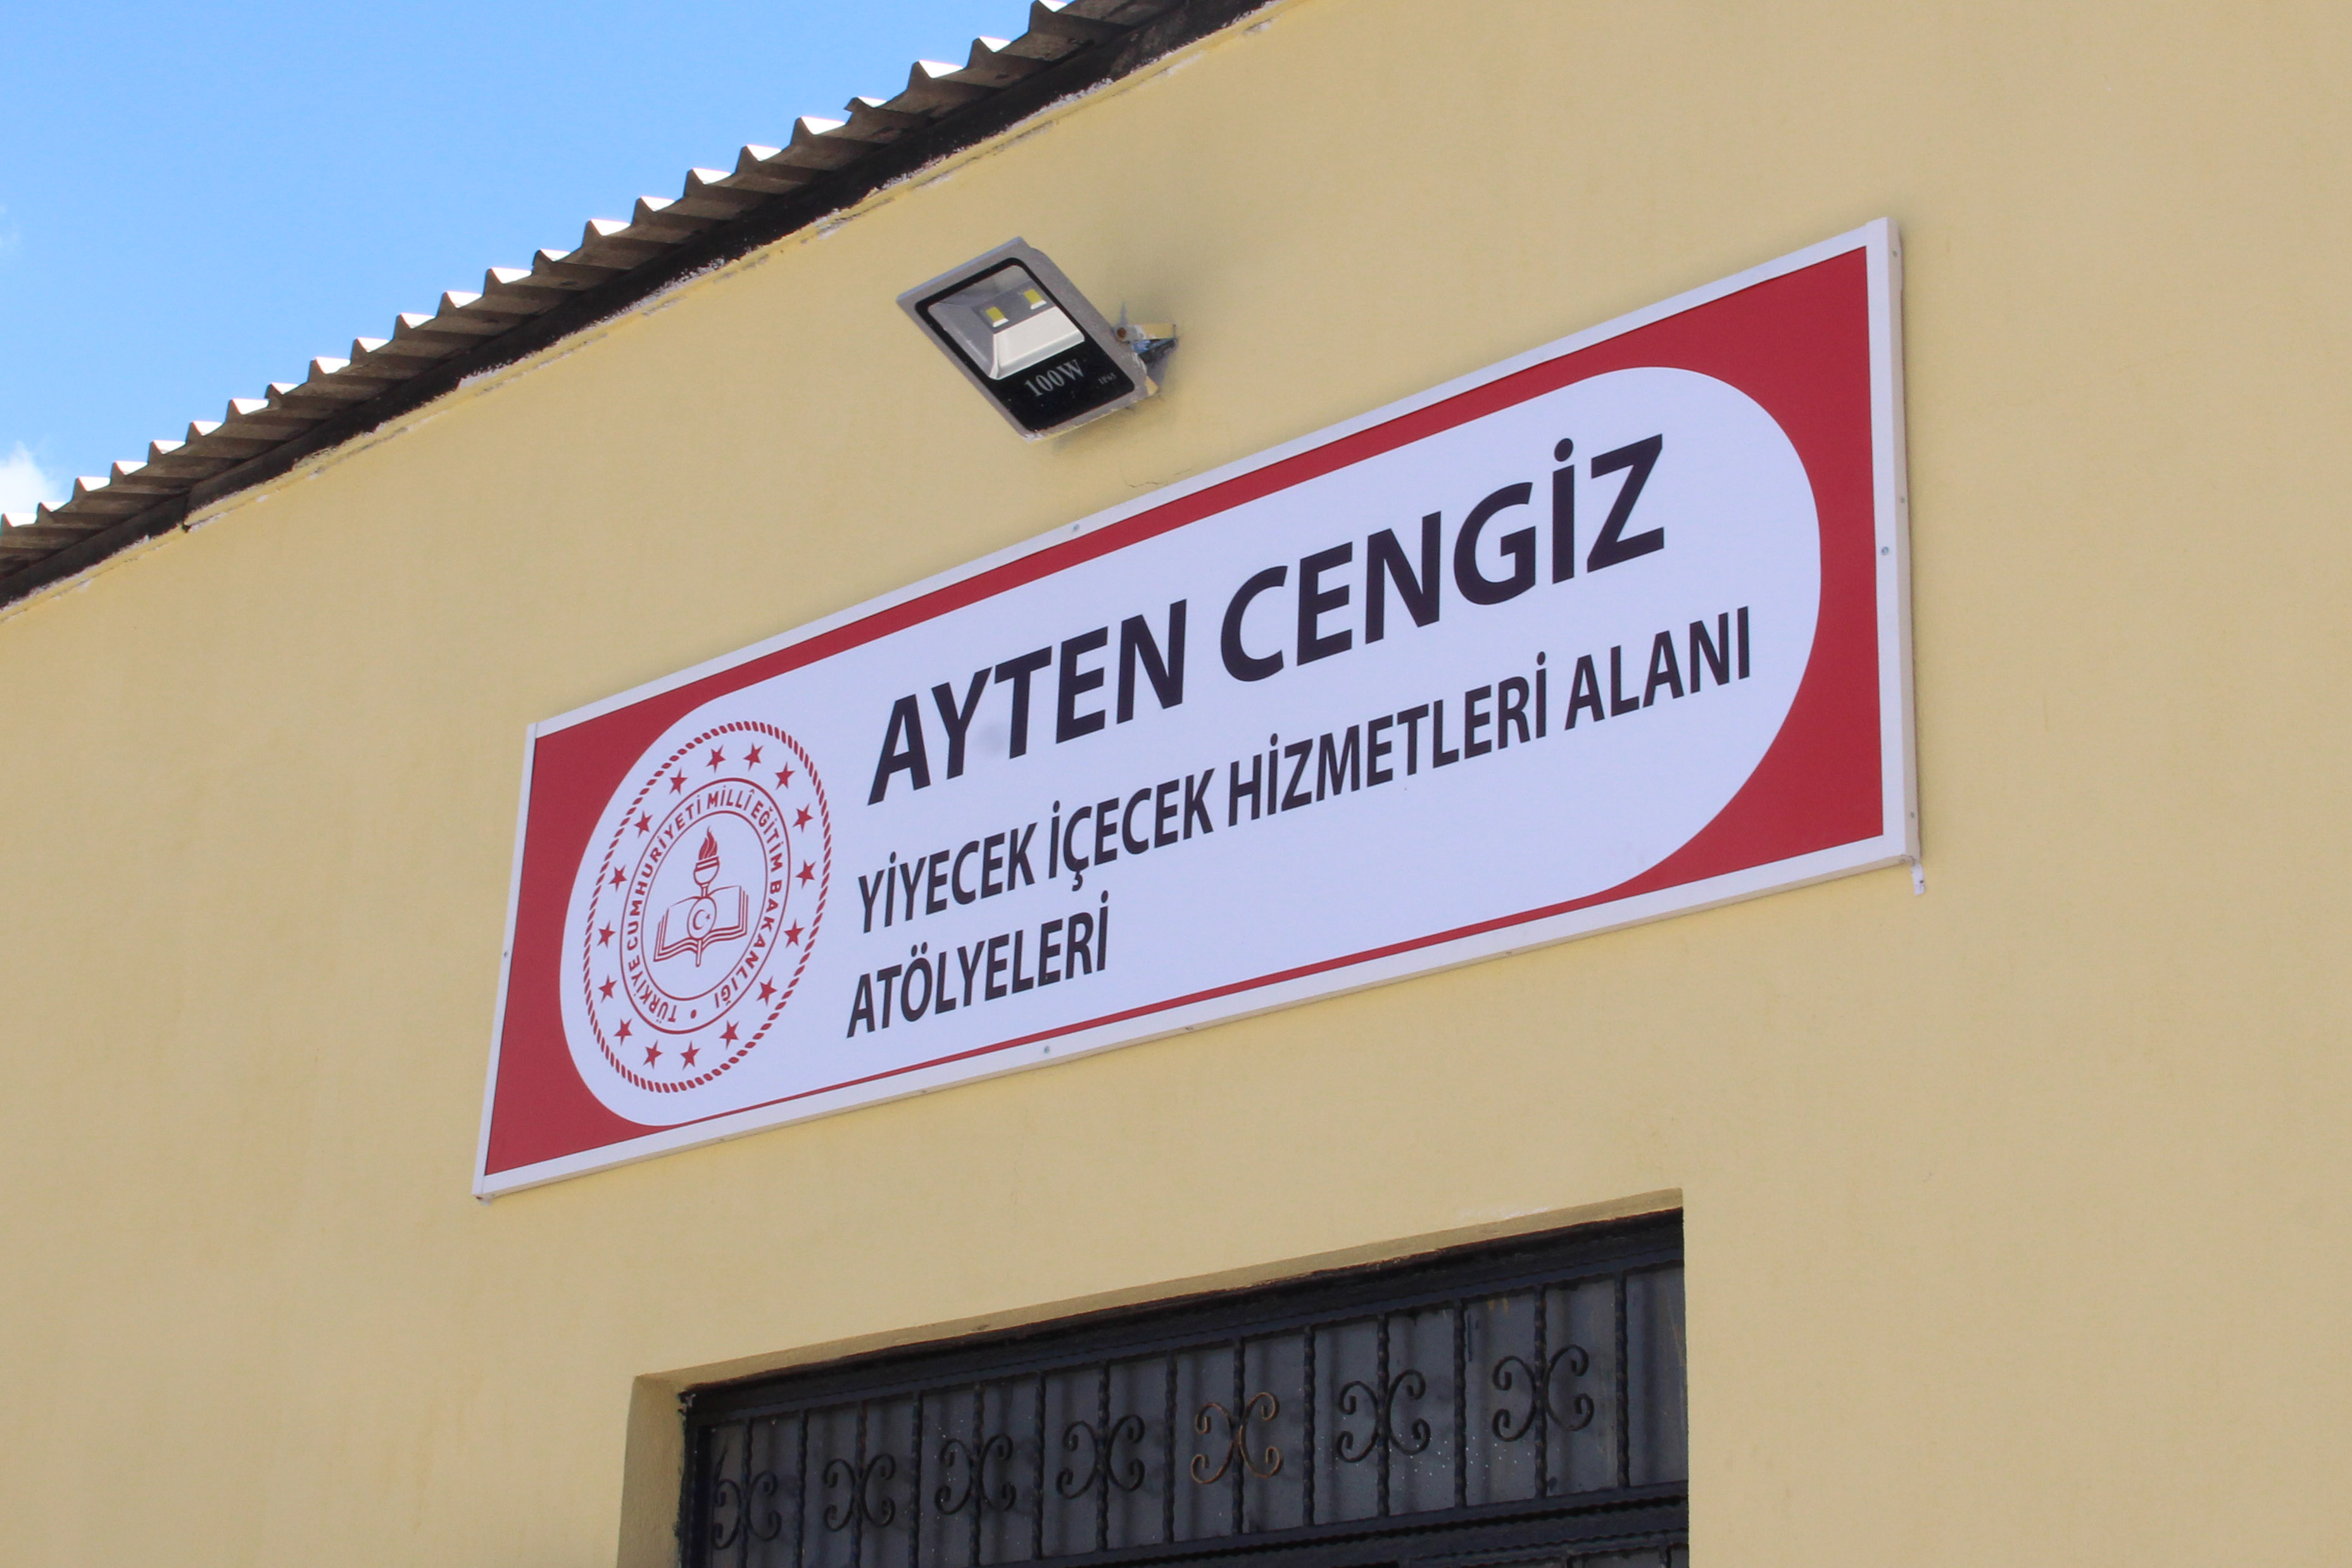 100W
IP65
AYTEN CENGİZ
YİYECEK İÇECEK HİZMETLERİ ALANI
ATÖLYELERİ
TÜRKİYE CUMHURİYETİ MİLLÎ EĞİTİM BAKANLIĞI